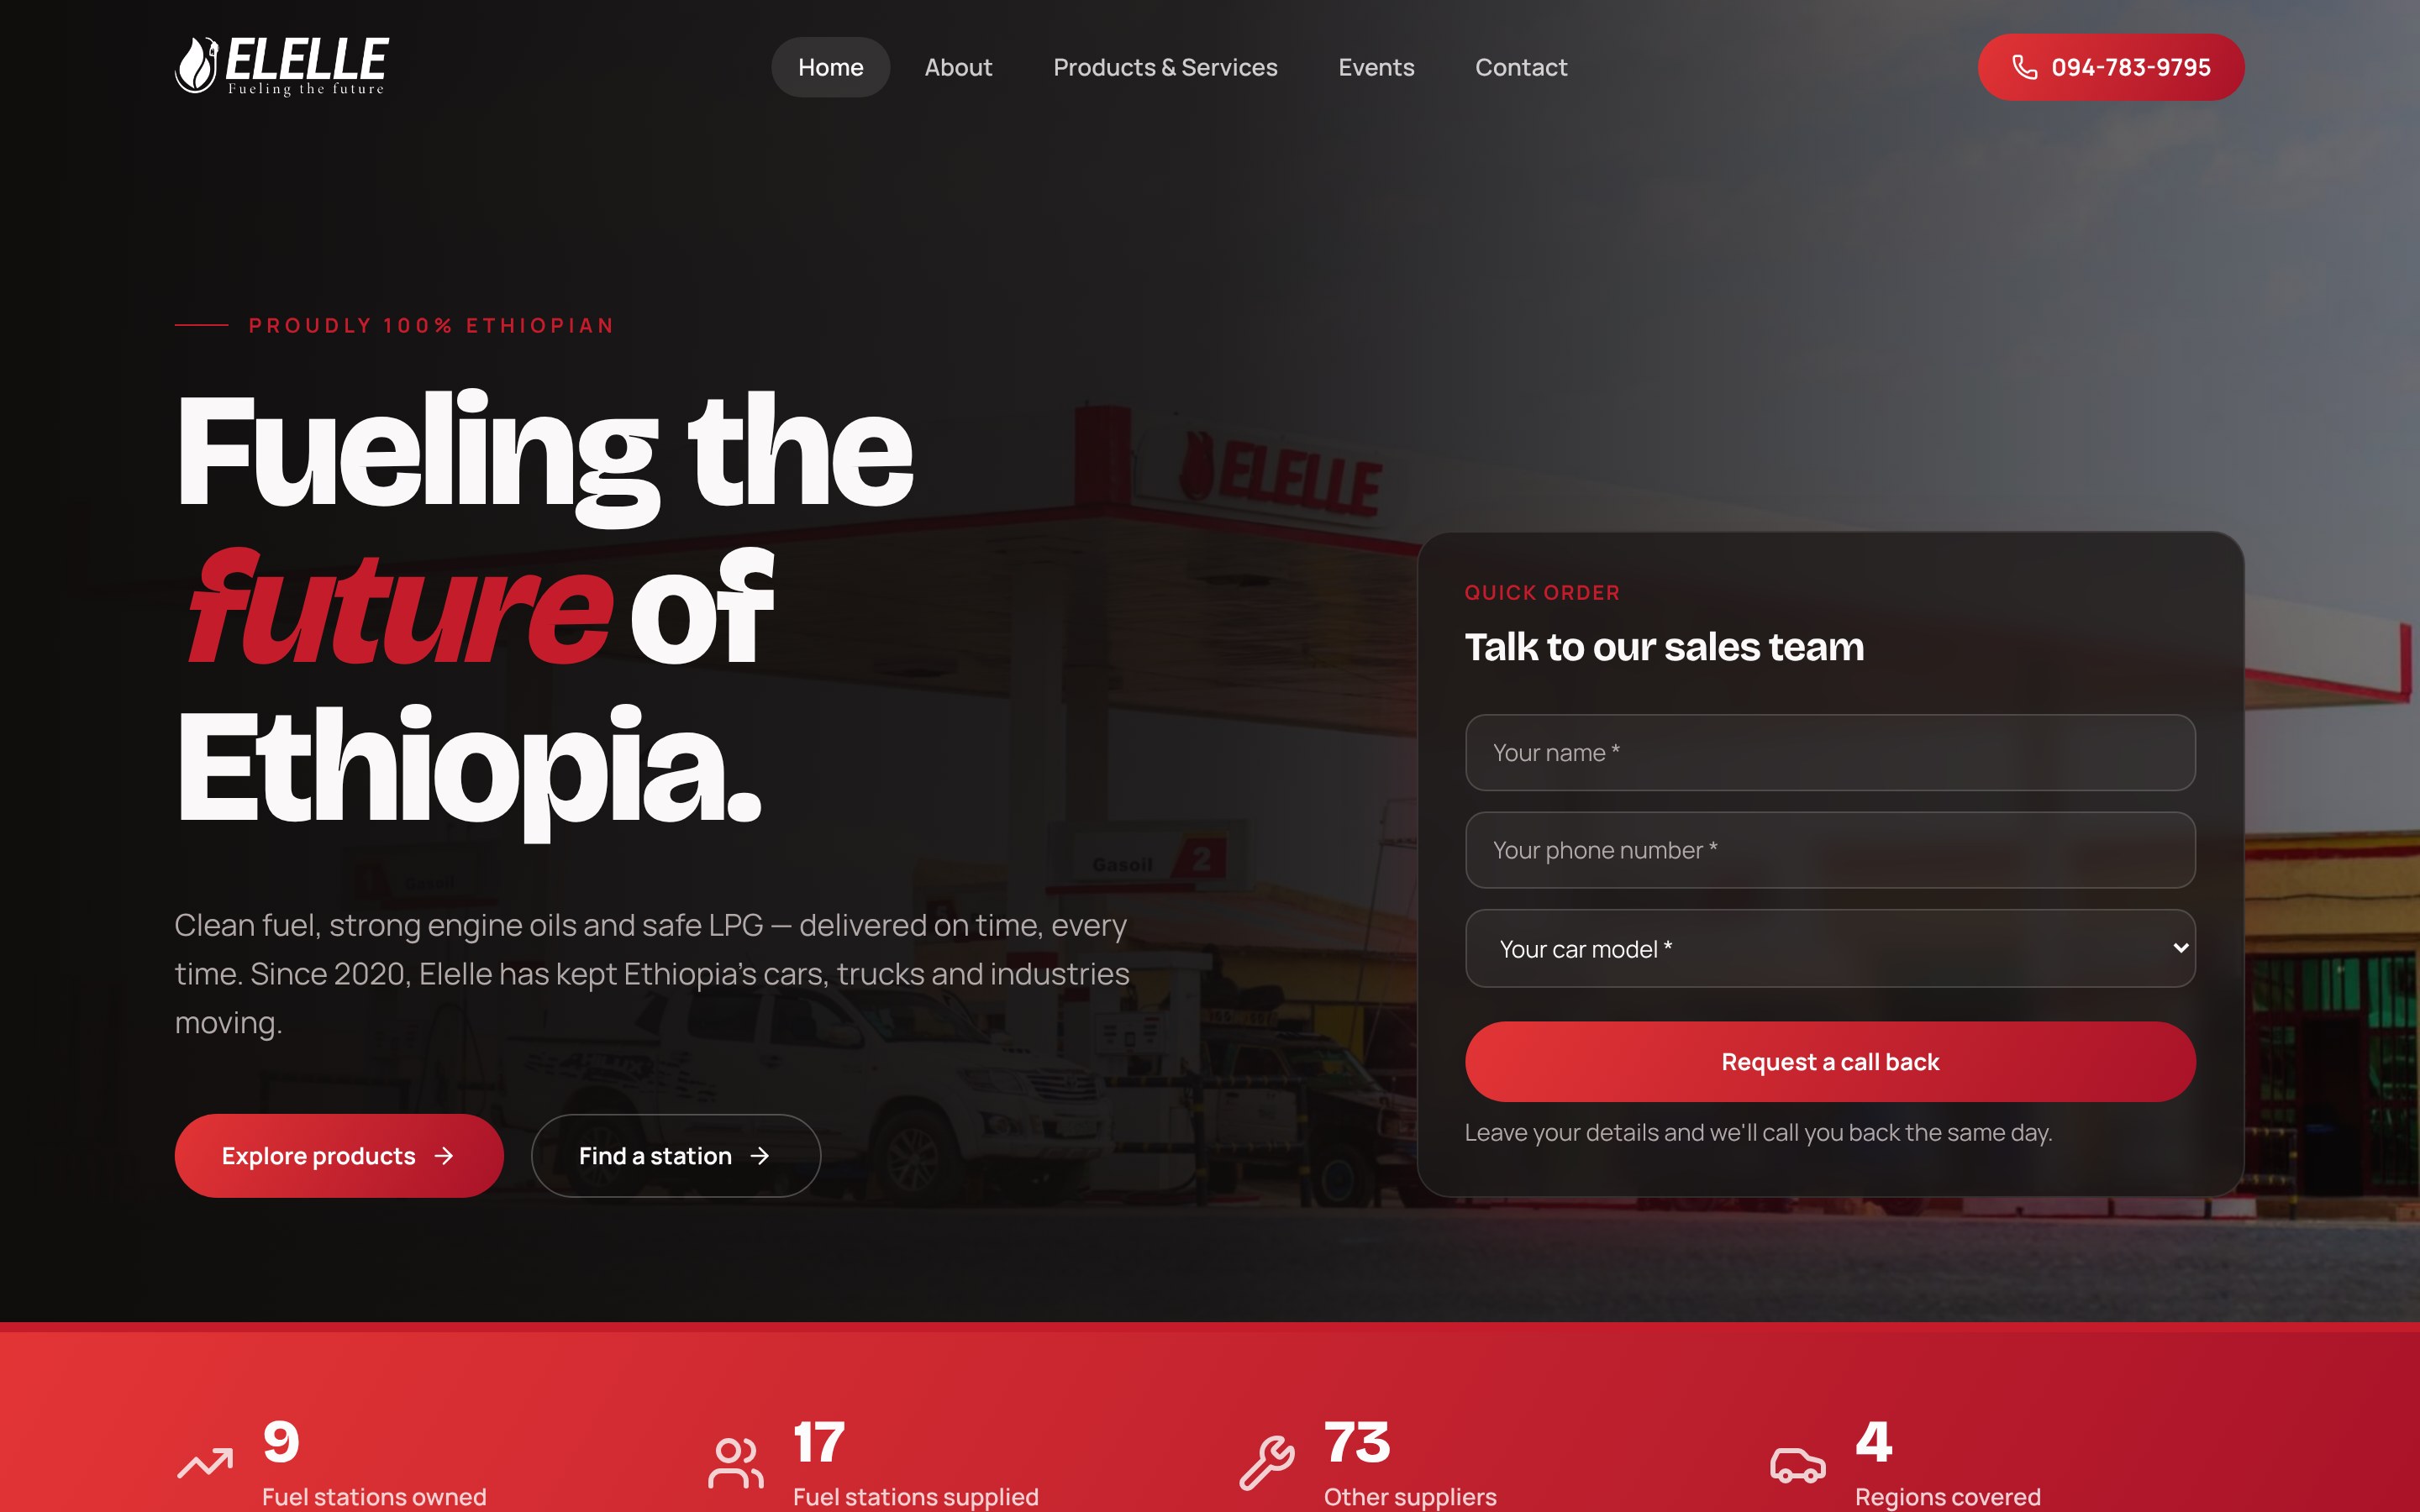 ELELLE
Fueling the future
Home
About
Products & Services
Events
Contact
094-783-9795
PROUDLY 100% ETHIOPIAN
Fueling the
future of
Ethiopia.
ELELLE
Gasoil 2
Gasoil
Clean fuel, strong engine oils and safe LPG — delivered on time, every
time. Since 2020, Elelle has kept Ethiopia's cars, trucks and industries
moving.
Explore products
Find a station
QUICK ORDER
Talk to our sales team
Your name *
Your phone number *
Your car model *
Request a call back
Leave your details and we'll call you back the same day.
9
Fuel stations owned
17
Fuel stations supplied
73
Other suppliers
4
Regions covered